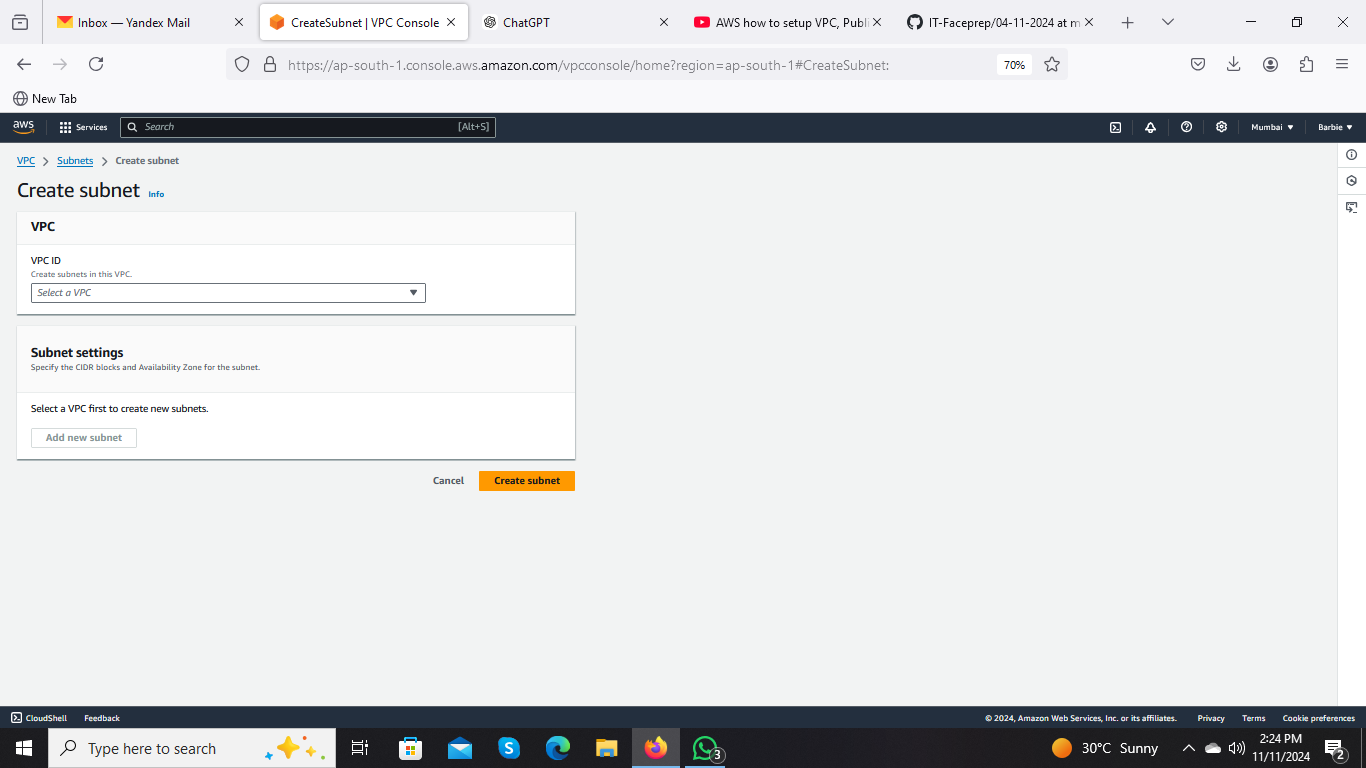 Inbox — Yandex Mail
CreateSubnet | VPC Console
ChatGPT
AWS how to setup VPC, Publi
IT-Faceprep/04-11-2024 at m
https://ap-south-1.console.aws.amazon.com/vpcconsole/home?region=ap-south-1#CreateSubnet:
70%
New Tab
aws
Services
Search
[Alt+S]
Mumbai
Barbie
VPC
Subnets
Create subnet
Create subnet
Info
VPC
VPC ID
Create subnets in this VPC.
Select a VPC
Subnet settings
Specify the CIDR blocks and Availability Zone for the subnet.
Select a VPC first to create new subnets.
Add new subnet
Cancel
Create subnet
CloudShell
Feedback
© 2024, Amazon Web Services, Inc. or its affiliates.
Privacy
Terms
Cookie preferences
Type here to search
3
30°C Sunny
2:24 PM
11/11/2024
2